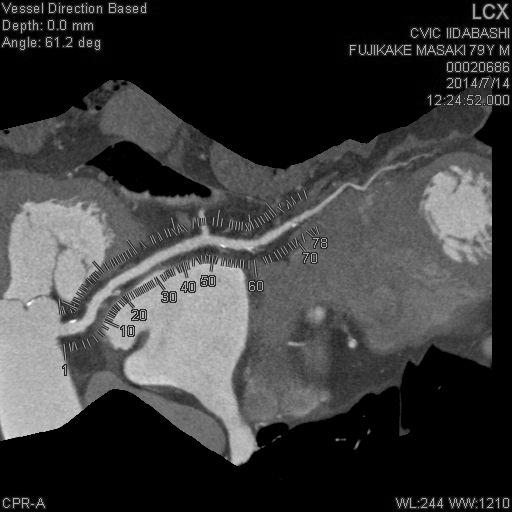 Vessel Direction Based
Depth: 0.0 mm
Angle: 61.2 deg
LCX
CVIC IIDABASHI
FUJIKAKE MASAKI 79Y M
00020686
2014/7/14
12:24:52.000
78
70
60
50
40
30
20
10
1
CPR-A
WL:244 WW:1210